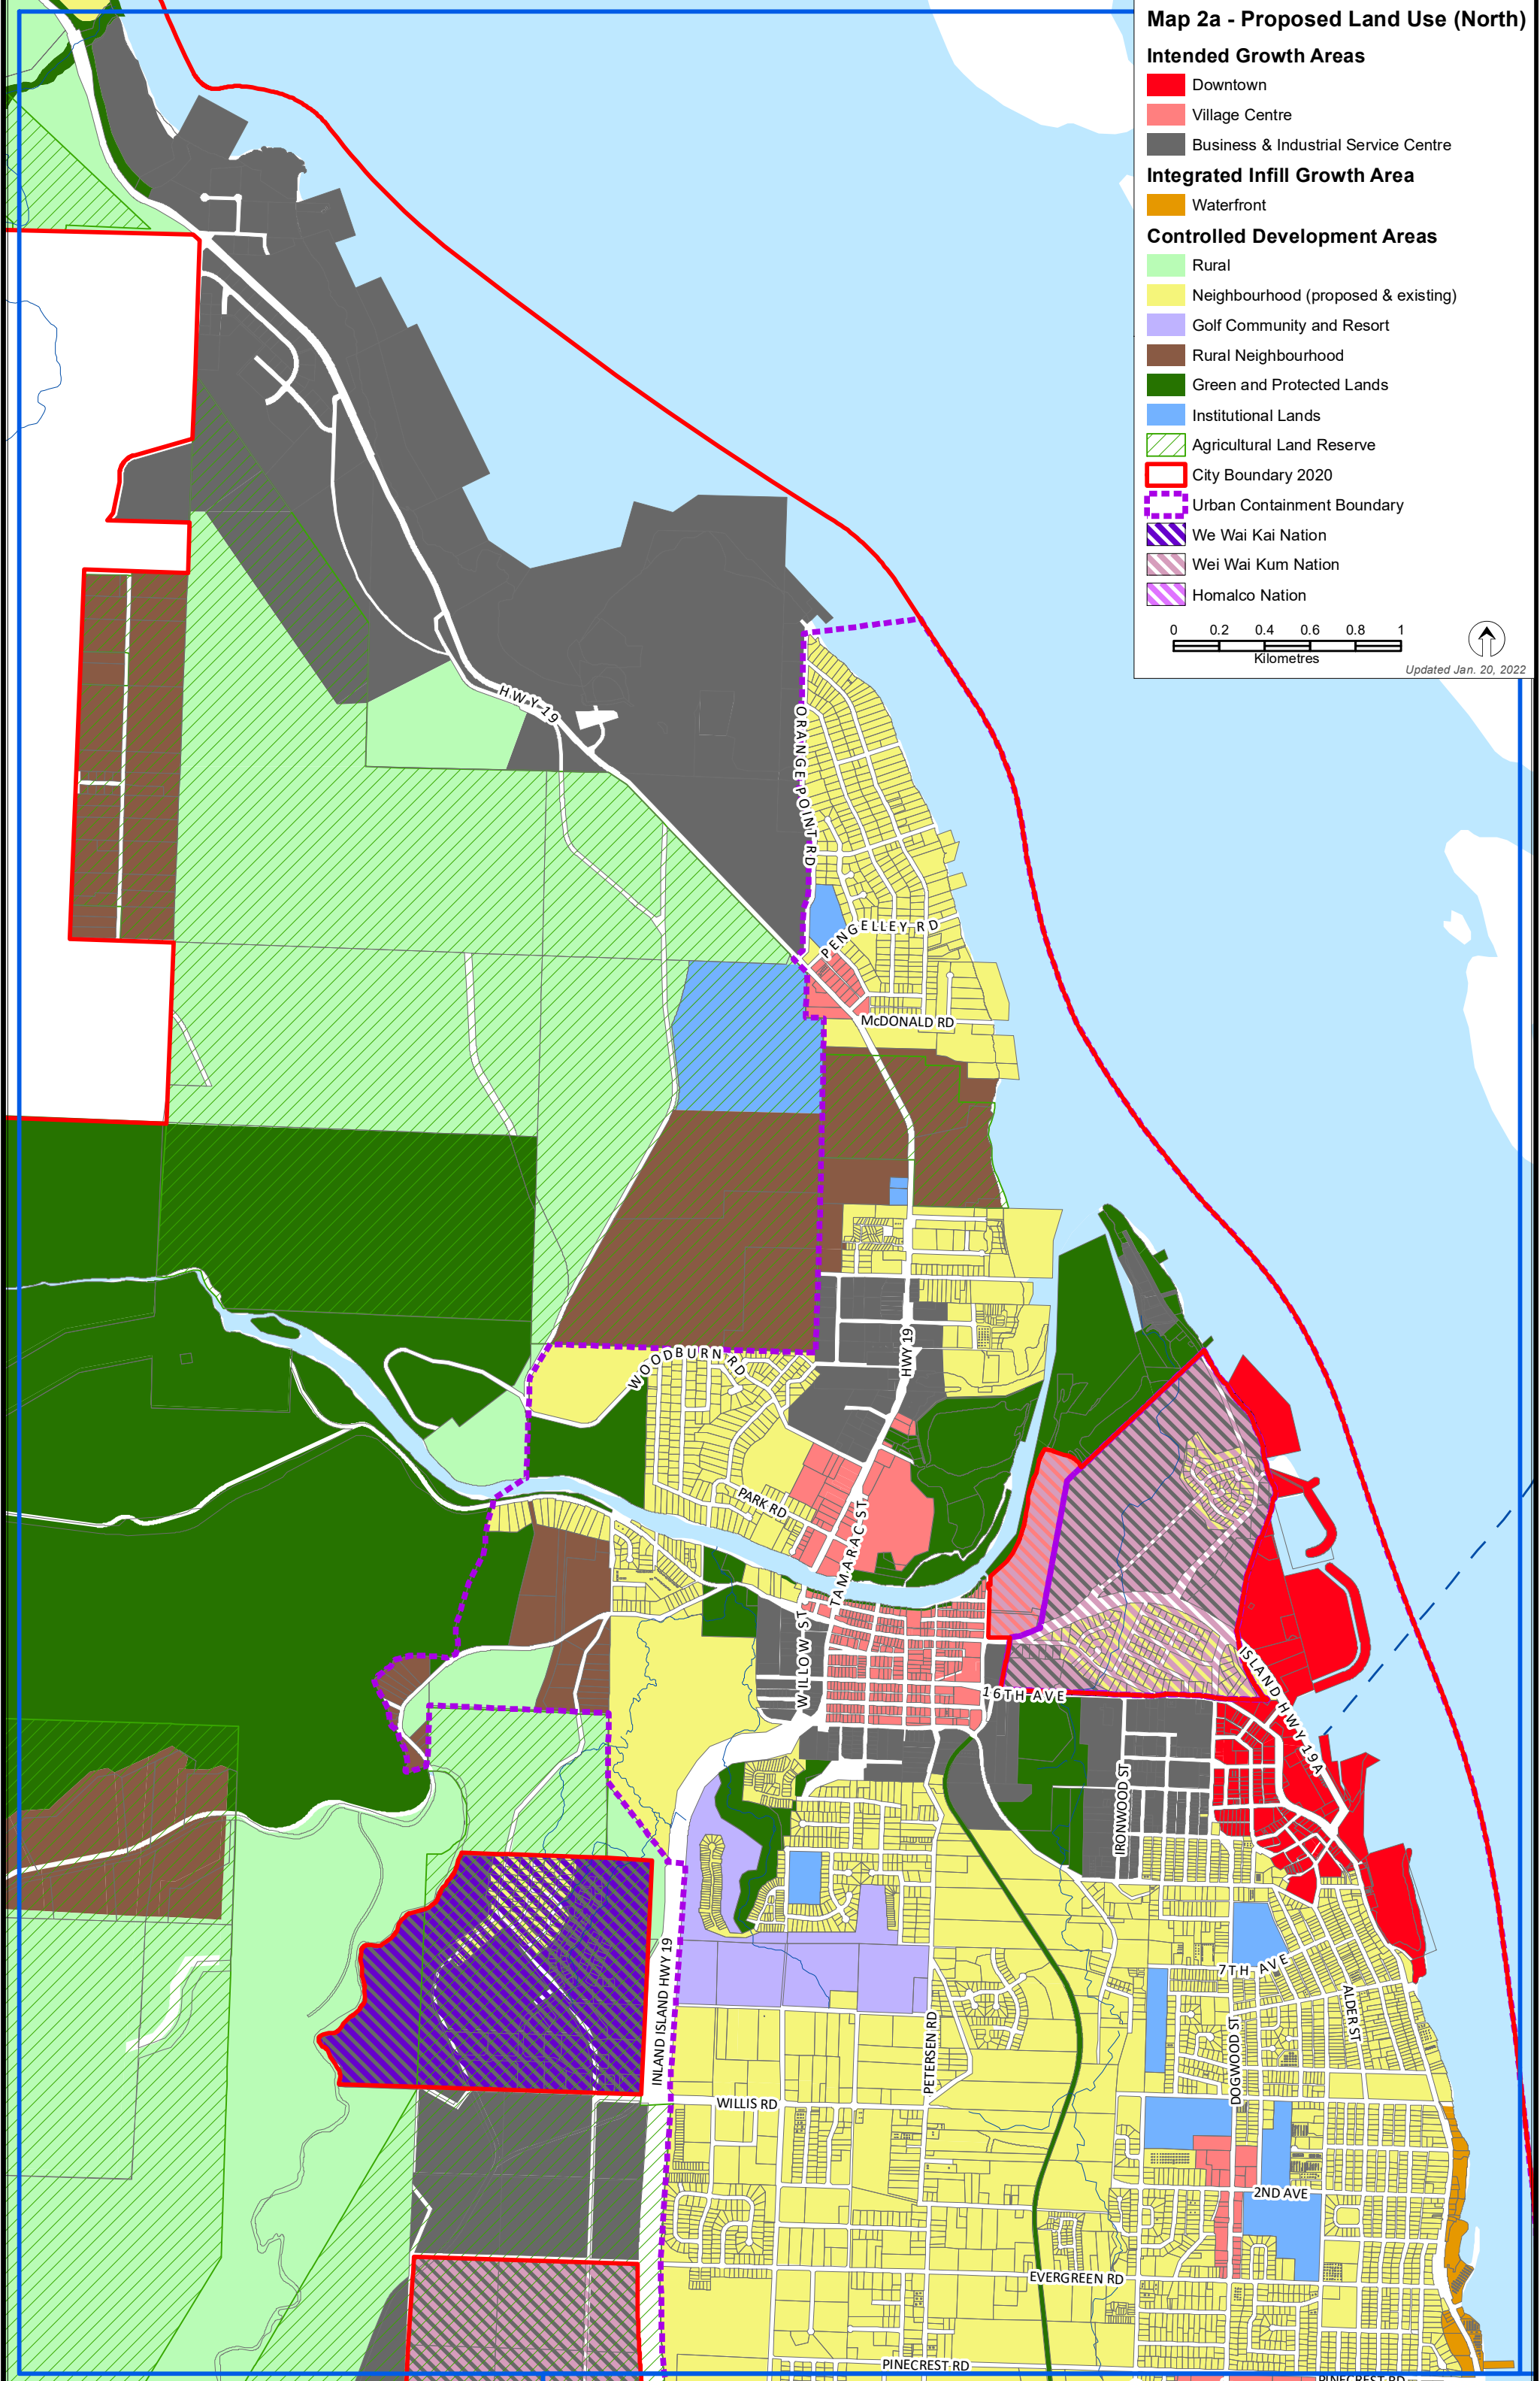 Map 2a - Proposed Land Use (North)
Intended Growth Areas
Downtown
Village Centre
Business & Industrial Service Centre
Integrated Infill Growth Area
Waterfront
Controlled Development Areas
Rural
Neighbourhood (proposed & existing)
Golf Community and Resort
Rural Neighbourhood
Green and Protected Lands
Institutional Lands
Agricultural Land Reserve
City Boundary 2020
Urban Containment Boundary
We Wai Kai Nation
Wei Wai Kum Nation
Homalco Nation
0 0.2 0.4 0.6 0.8 1
Kilometres
Updated Jan. 20, 2022
HWY 19
ORANGE POINT RD
PENGELLEY RD
McDONALD RD
HWY 19
WOODBURN RD
PARK RD
TAMARAC ST
WILLOW ST
16TH AVE
ISLAND HWY 19A
IRONWOOD ST
INLAND ISLAND HWY 19
7TH AVE
ALDER ST
PETERSEN RD
DOGWOOD ST
WILLIS RD
2ND AVE
EVERGREEN RD
PINECREST RD
PINECREST RD